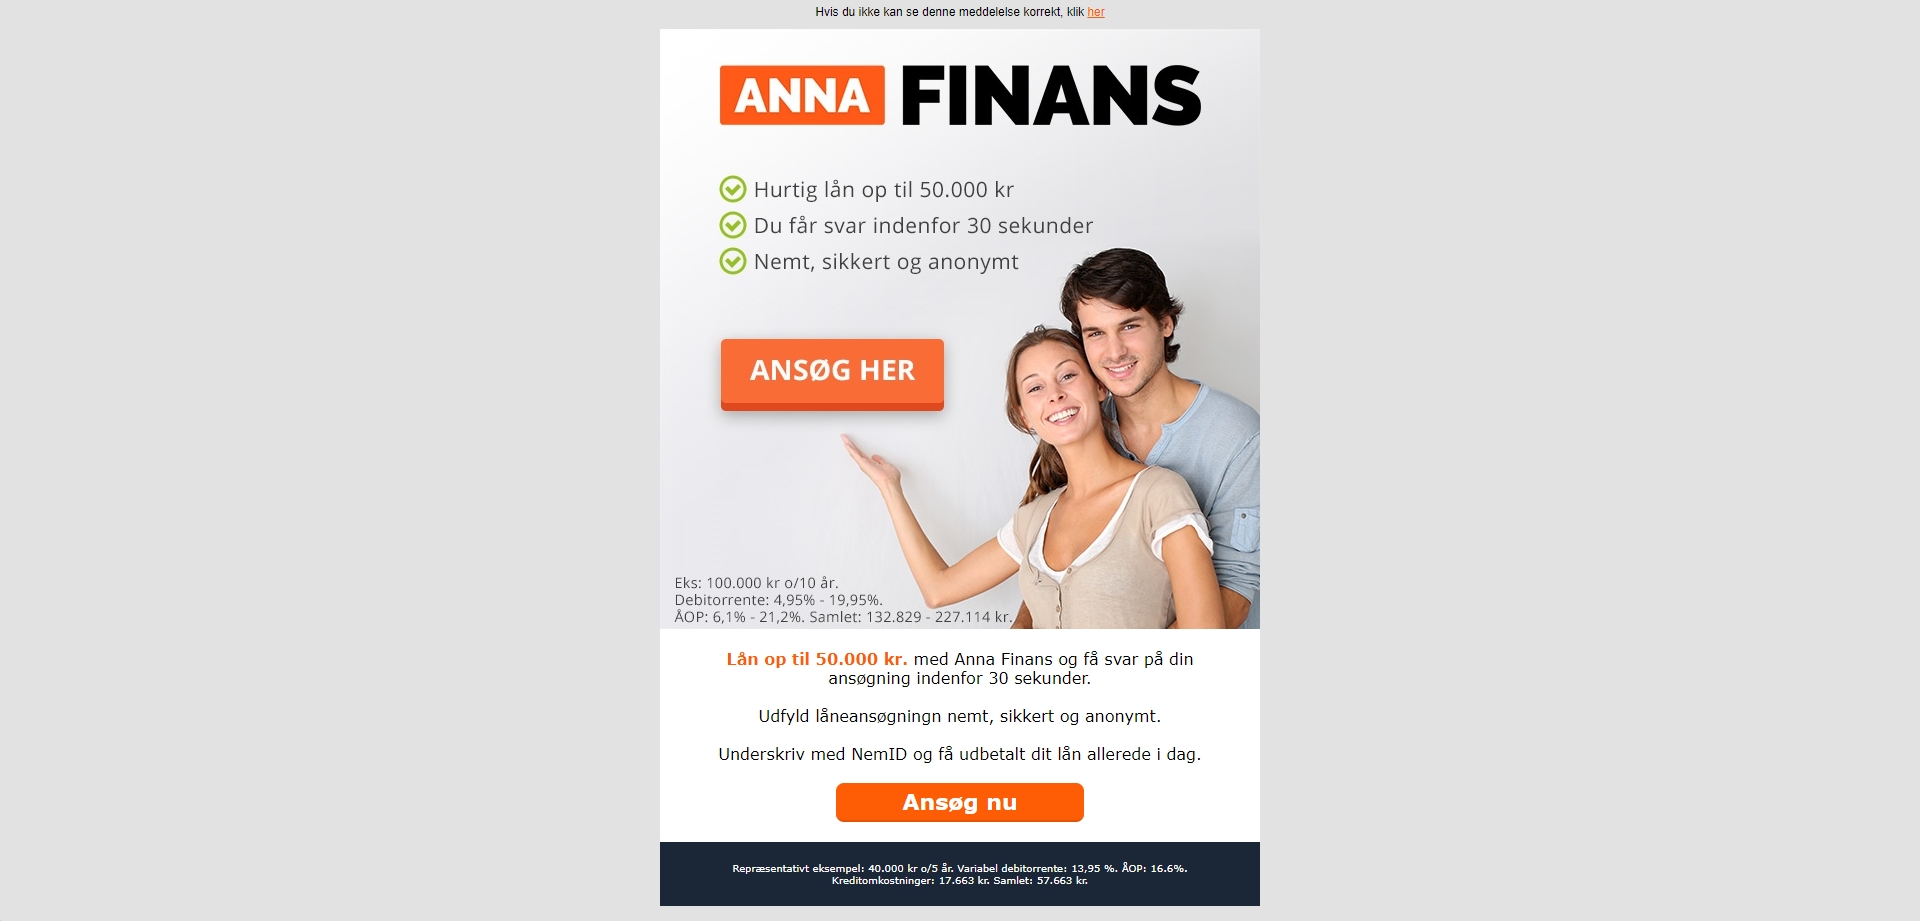 Hvis du ikke kan se denne meddelelse korrekt, klik her
ANNA FINANS
Hurtig lån op til 50.000 kr
Du får svar indenfor 30 sekunder
Nemt, sikkert og anonymt
ANSØG HER
Eks: 100.000 kr o/10 år.
Debitorrente: 4,95% - 19,95%.
ÅOP: 6,1% - 21,2%. Samlet: 132.829 - 227.114 kr.
Lån op til 50.000 kr. med Anna Finans og få svar på din
ansøgning indenfor 30 sekunder.
Udfyld låneansøgningn nemt, sikkert og anonymt.
Underskriv med NemID og få udbetalt dit lån allerede i dag.
Ansøg nu
Repræsentativt eksempel: 40.000 kr o/5 år. Variabel debitorrente: 13,95 %. ÅOP: 16.6%.
Kreditomkostninger: 17.663 kr. Samlet: 57.663 kr.